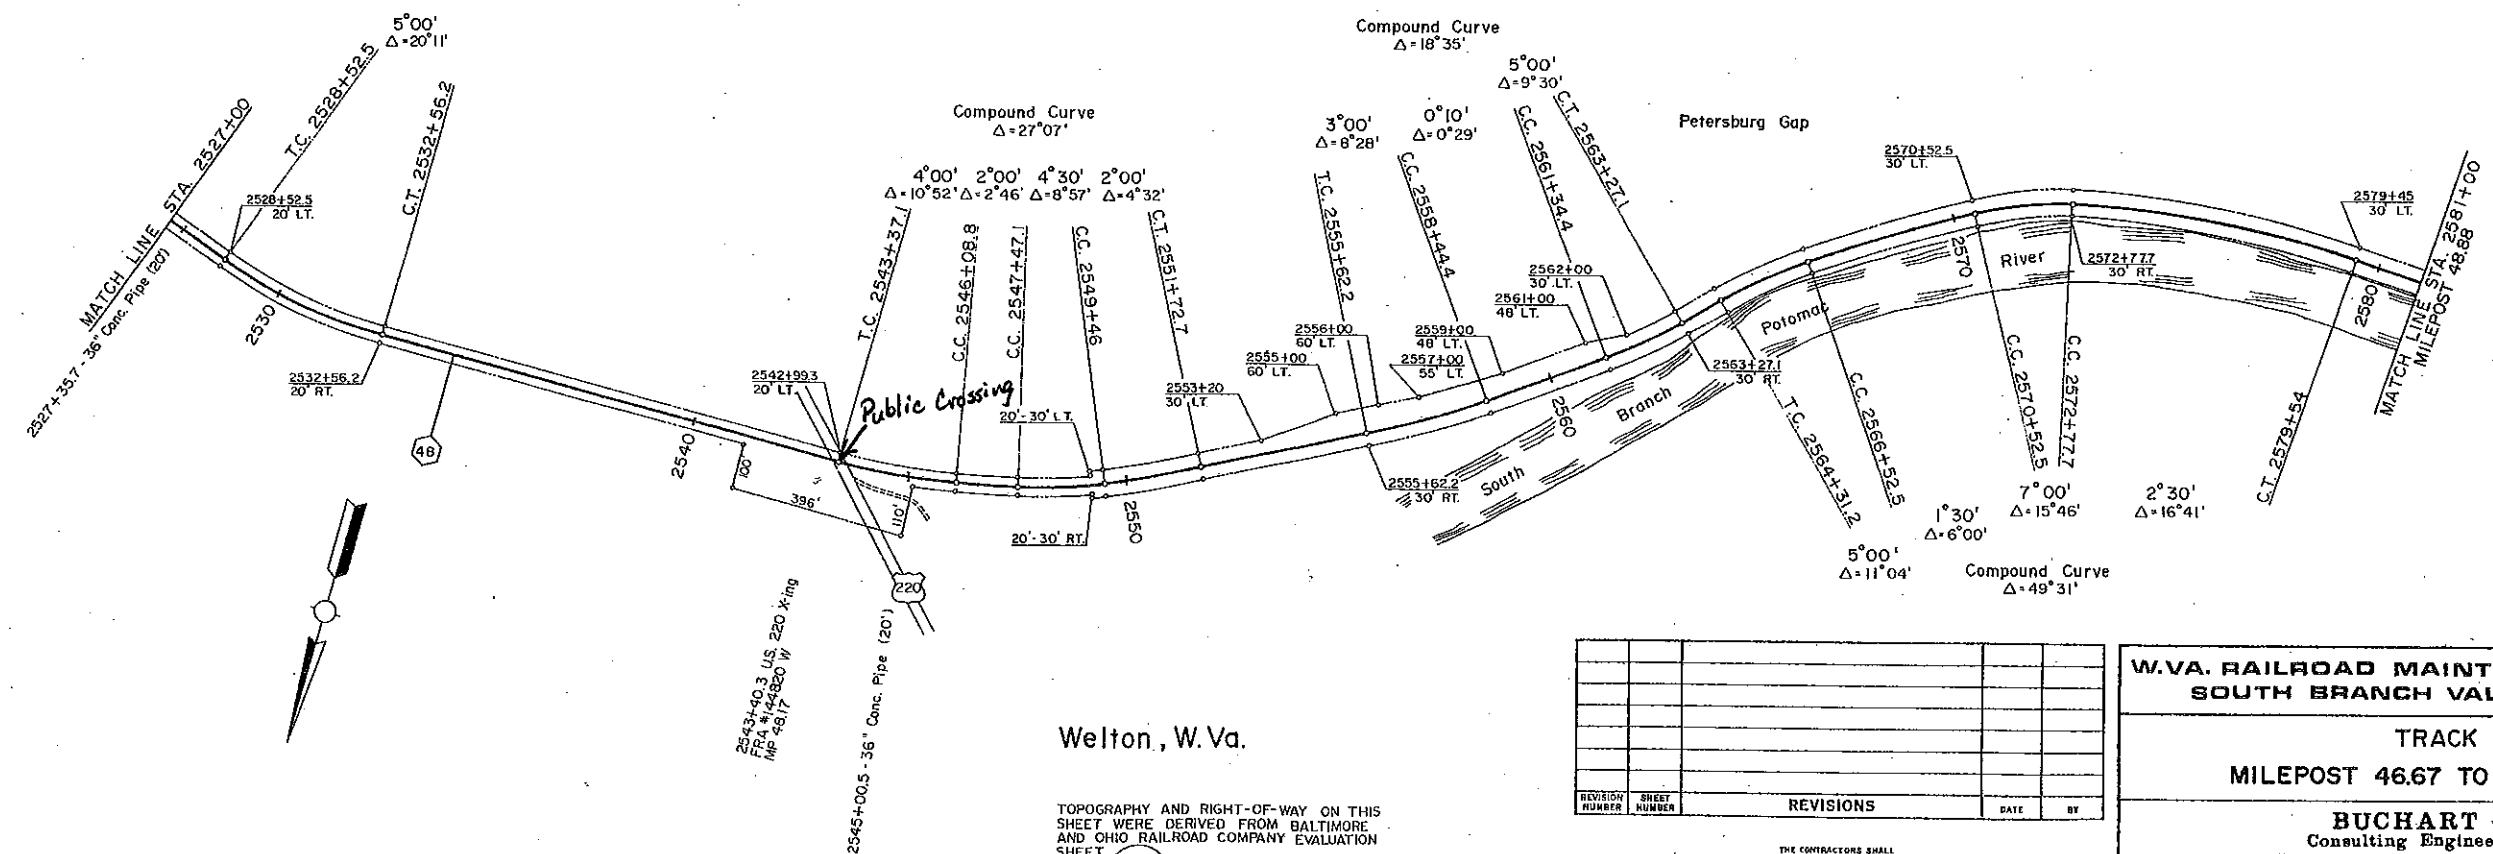 5°00'
Δ=20°11'
T.C. 2528+52.5
C.T. 2532+56.2
MATCH LINE STA. 2527+00
2528+52.5
20' LT.
2527+35.7 - 36" Conc. Pipe (20')
2530
2532+56.2
20' RT.
48
2540
100'
396'
110'
2542+99.3
20' LT.
Public Crossing
220
2543+40.3 U.S. 220 X-ing
FRA #144820 W
MP 48.17
2545+00.5 - 36" Conc. Pipe (20')
Compound Curve
Δ=27°07'
4°00'
Δ=10°52'
2°00'
Δ=2°46'
4°30'
Δ=8°57'
2°00'
Δ=4°32'
T.C. 2543+37.1
C.C. 2546+08.8
C.C. 2547+47.1
C.C. 2549+46
C.T. 2551+72.7
20'-30' LT.
20'-30' RT.
2550
2553+20
30' LT.
2555+00
60' LT.
2556+00
60' LT.
2557+00
55' LT.
2559+00
48' LT.
2561+00
48' LT.
2562+00
30' LT.
Compound Curve
Δ=18°35'
3°00'
Δ=8°28'
0°10'
Δ=0°29'
5°00'
Δ=9°30'
T.C. 2555+62.2
C.C. 2558+44.4
C.C. 2561+34.4
C.T. 2563+27.1
2555+62.2
30' RT.
2560
2563+27.1
30' RT.
South Branch Potomac River
Petersburg Gap
2570+52.5
30' LT.
2570
2572+77.7
30' RT.
2579+45
30' LT.
2580
MATCH LINE STA. 2581+00
MILEPOST 48.88
T.C. 2564+31.2
C.C. 2566+52.5
C.C. 2570+52.5
C.C. 2572+77.7
C.T. 2579+54
5°00'
Δ=11°04'
1°30'
Δ=6°00'
7°00'
Δ=15°46'
2°30'
Δ=16°41'
Compound Curve
Δ=49°31'
Welton, W.Va.
TOPOGRAPHY AND RIGHT-OF-WAY ON THIS
SHEET WERE DERIVED FROM BALTIMORE
AND OHIO RAILROAD COMPANY EVALUATION
SHEET
REVISION NUMBER
SHEET NUMBER
REVISIONS
DATE
BY
THE CONTRACTORS SHALL
W.VA. RAILROAD MAINT
SOUTH BRANCH VAL
TRACK
MILEPOST 46.67 TO
BUCHART
Consulting Enginee